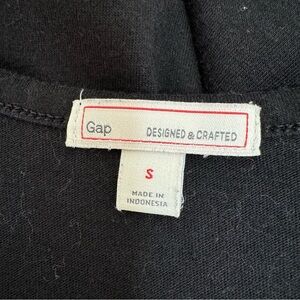 Gap DESIGNED & CRAFTED
S
MADE IN
INDONESIA